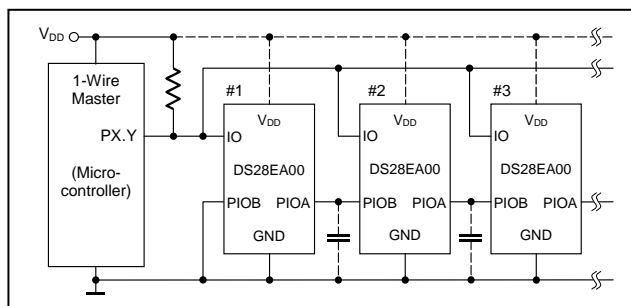 VDD
1-Wire
Master
PX.Y
(Micro-
controller)
#1
VDD
IO
DS28EA00
PIOB PIOA
GND
#2
VDD
IO
DS28EA00
PIOB PIOA
GND
#3
VDD
IO
DS28EA00
PIOB PIOA
GND